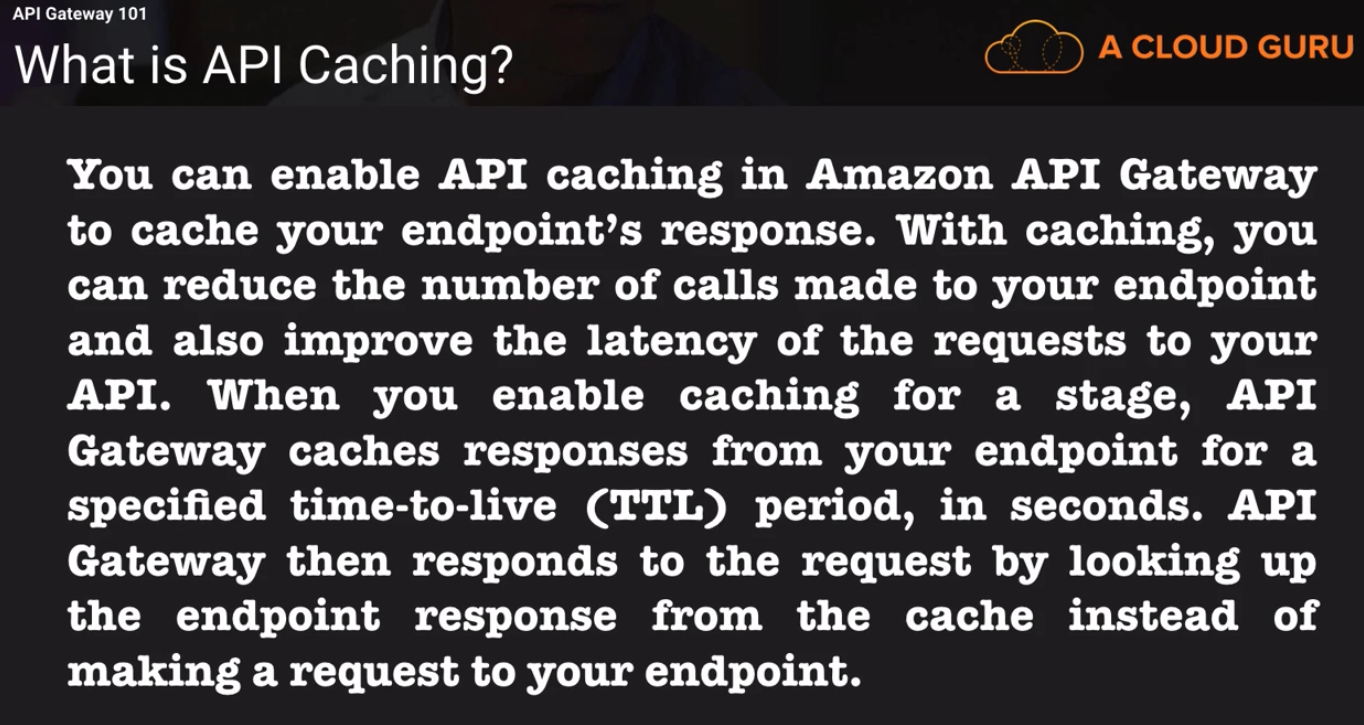 API Gateway 101
What is API Caching?
A CLOUD GURU
You can enable API caching in Amazon API Gateway
to cache your endpoint’s response. With caching, you
can reduce the number of calls made to your endpoint
and also improve the latency of the requests to your
API. When you enable caching for a stage, API
Gateway caches responses from your endpoint for a
specified time-to-live (TTL) period, in seconds. API
Gateway then responds to the request by looking up
the endpoint response from the cache instead of
making a request to your endpoint.